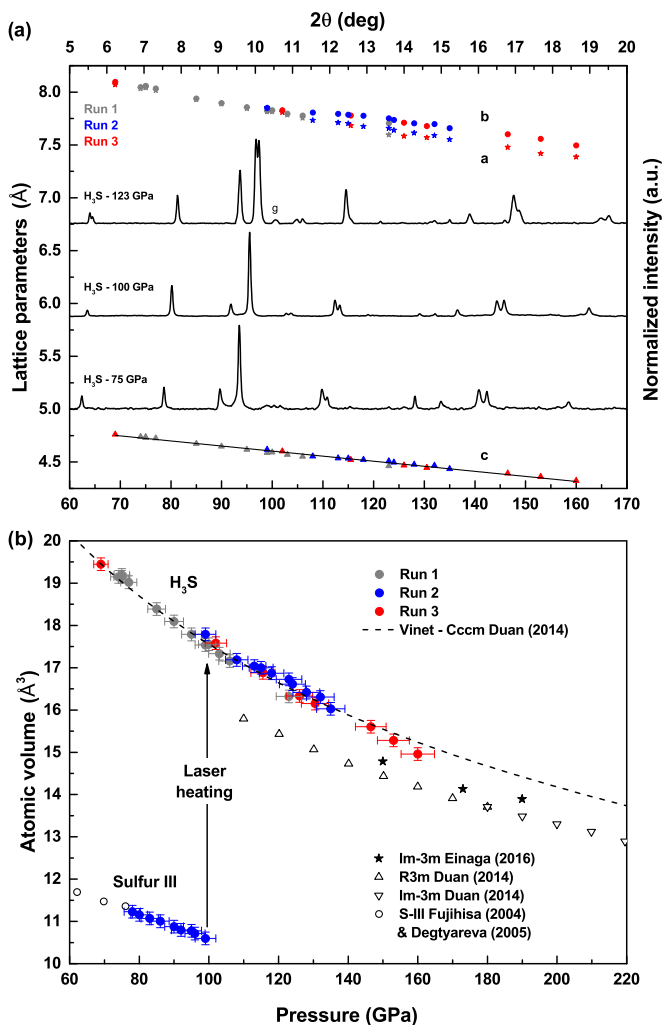 2θ (deg)
5 6 7 8 9 10 11 12 13 14 15 16 17 18 19 20
(a)
8.0
7.5
7.0
6.5
6.0
5.5
5.0
4.5
Lattice parameters (Å)
Normalized intensity (a.u.)
Run 1
Run 2
Run 3
b
a
g
H₃S - 123 GPa
H₃S - 100 GPa
H₃S - 75 GPa
c
60 70 80 90 100 110 120 130 140 150 160 170
(b)
20
19
18
17
16
15
14
13
12
11
10
Atomic volume (Å³)
H₃S
Run 1
Run 2
Run 3
Vinet - Cccm Duan (2014)
Laser
heating
Sulfur III
Im-3m Einaga (2016)
R3m Duan (2014)
Im-3m Duan (2014)
S-III Fujihisa (2004)
& Degtyareva (2005)
60 80 100 120 140 160 180 200 220
Pressure (GPa)